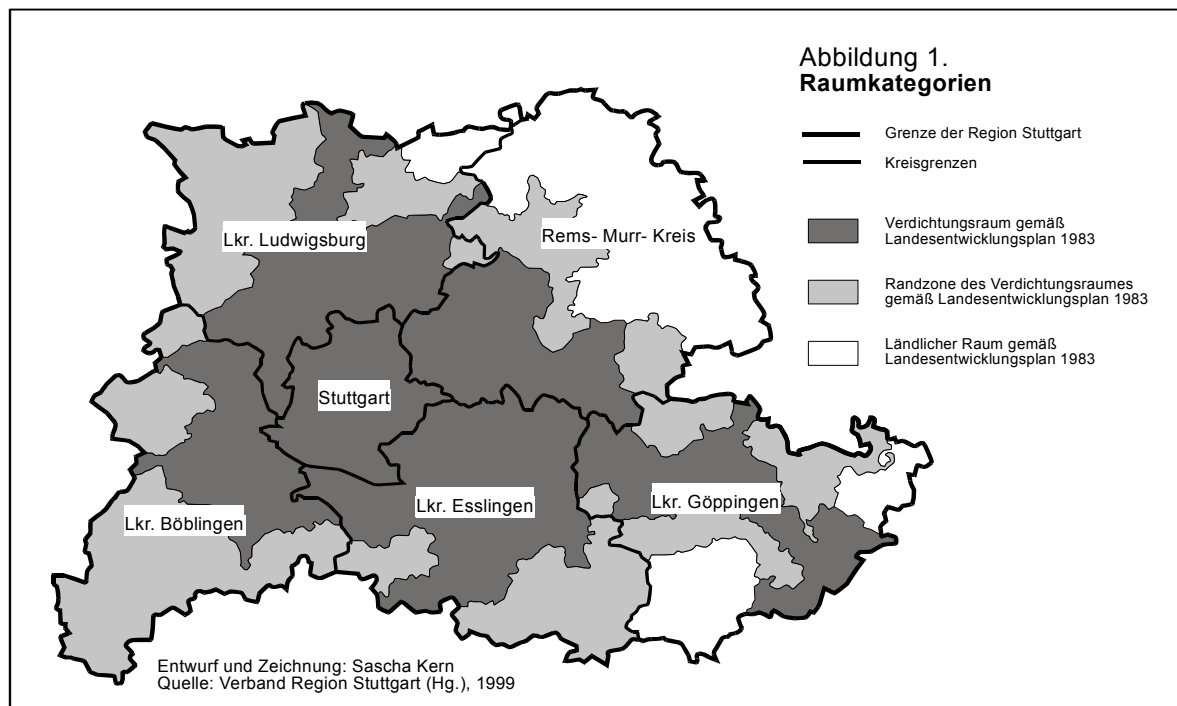 Abbildung 1.
Raumkategorien
Grenze der Region Stuttgart
Kreisgrenzen
Verdichtungsraum gemäß
Landesentwicklungsplan 1983
Randzone des Verdichtungsraumes
gemäß Landesentwicklungsplan 1983
Ländlicher Raum gemäß
Landesentwicklungsplan 1983
Lkr. Ludwigsburg
Rems- Murr- Kreis
Stuttgart
Lkr. Esslingen
Lkr. Göppingen
Lkr. Böblingen
Entwurf und Zeichnung: Sascha Kern
Quelle: Verband Region Stuttgart (Hg.), 1999